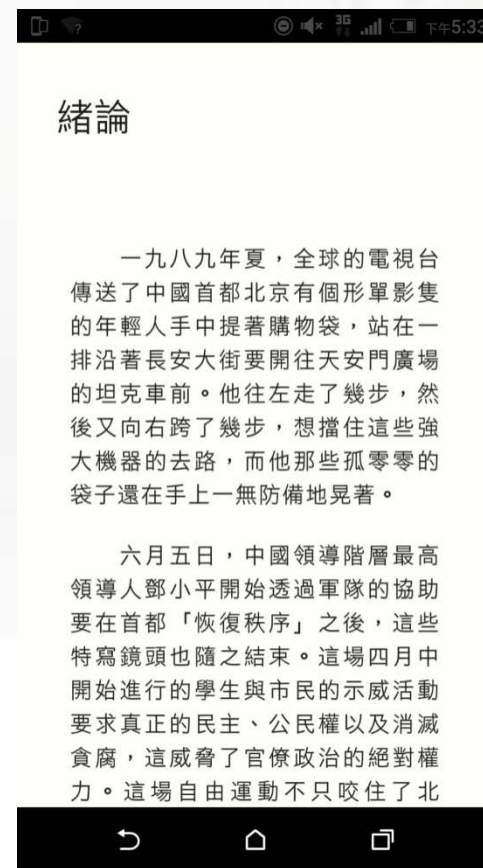 3G
下午5:33
緒論
一九八九年夏，全球的電視台
傳送了中國首都北京有個形單影隻
的年輕人手中提著購物袋，站在一
排沿著長安大街要開往天安門廣場
的坦克車前。他往左走了幾步，然
後又向右跨了幾步，想擋住這些強
大機器的去路，而他那些孤零零的
袋子還在手上一無防備地晃著。
六月五日，中國領導階層最高
領導人鄧小平開始透過軍隊的協助
要在首都「恢復秩序」之後，這些
特寫鏡頭也隨之結束。這場四月中
開始進行的學生與市民的示威活動
要求真正的民主、公民權以及消滅
貪腐，這威脅了官僚政治的絕對權
力。這場自由運動不只咬住了北